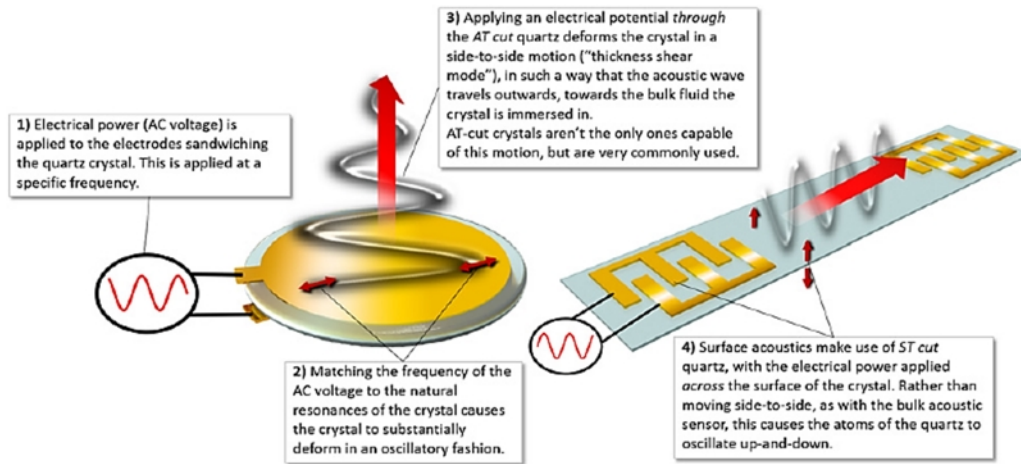 1) Electrical power (AC voltage) is
applied to the electrodes sandwiching
the quartz crystal. This is applied at a
specific frequency.
3) Applying an electrical potential through
the AT cut quartz deforms the crystal in a
side-to-side motion (“thickness shear
mode”), in such a way that the acoustic wave
travels outwards, towards the bulk fluid the
crystal is immersed in.
AT-cut crystals aren’t the only ones capable
of this motion, but are very commonly used.
2) Matching the frequency of the
AC voltage to the natural
resonances of the crystal causes
the crystal to substantially
deform in an oscillatory fashion.
4) Surface acoustics make use of ST cut
quartz, with the electrical power applied
across the surface of the crystal. Rather than
moving side-to-side, as with the bulk acoustic
sensor, this causes the atoms of the quartz to
oscillate up-and-down.